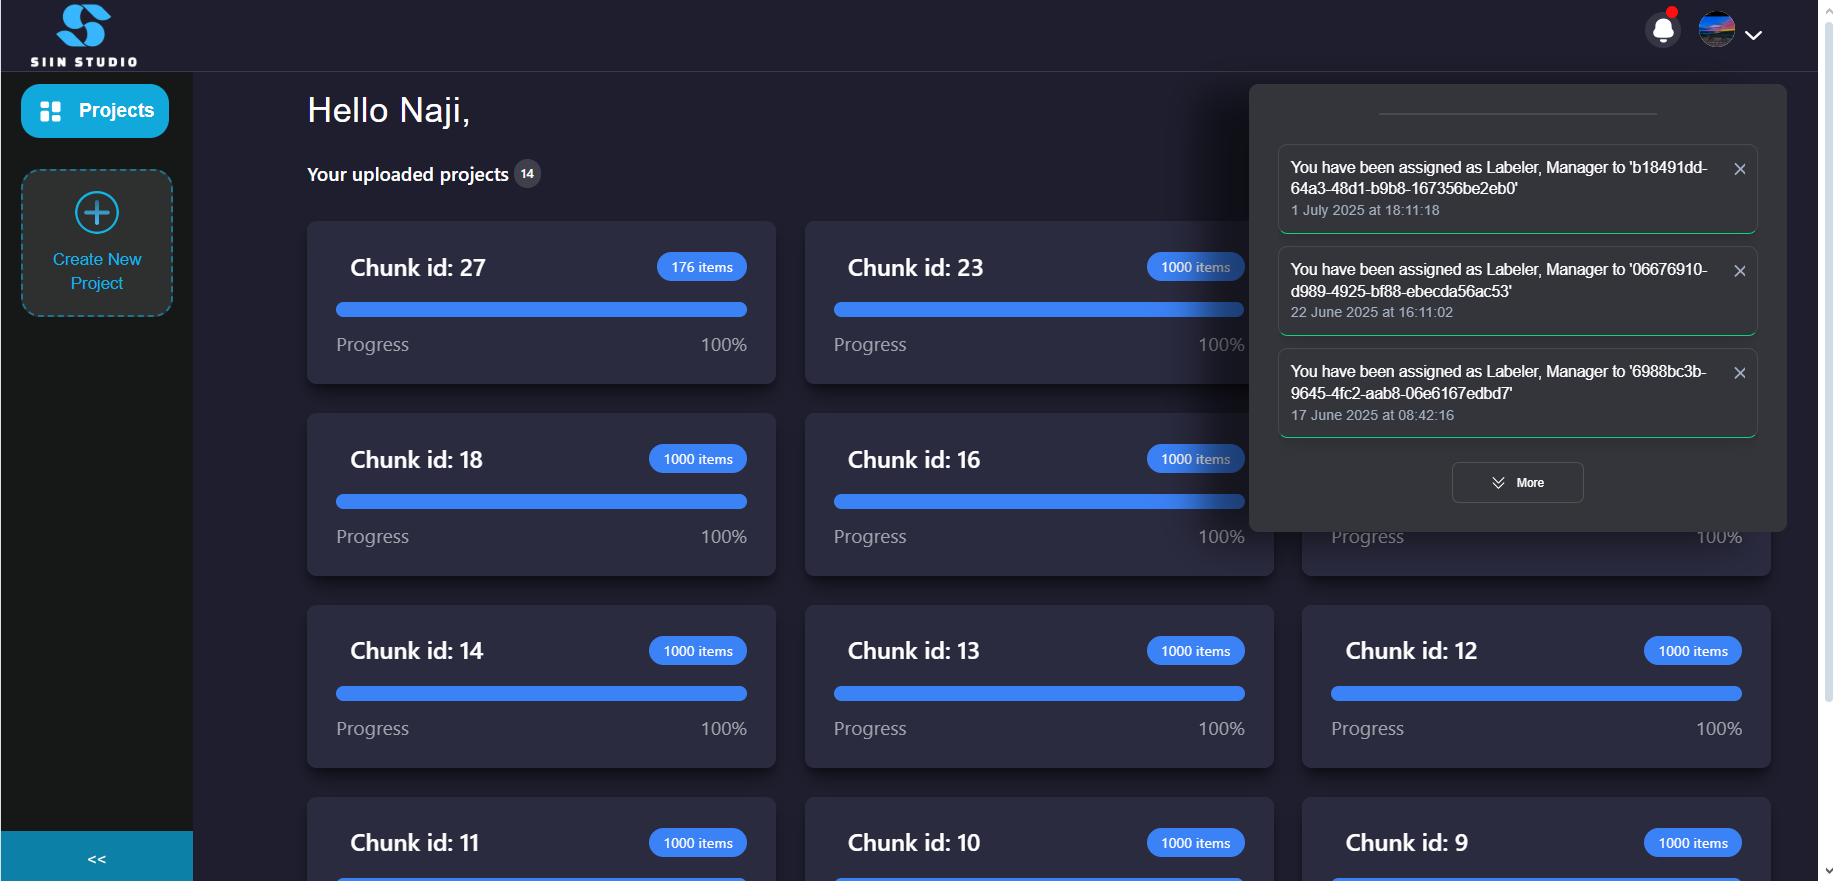 SIIN STUDIO
Projects
Create New
Project
<<
Hello Naji,
Your uploaded projects 14
Chunk id: 27
176 items
Progress
100%
Chunk id: 23
1000 items
Progress
100%
Chunk id: 18
1000 items
Progress
100%
Chunk id: 16
1000 items
Progress
100%
Progress
100%
Chunk id: 14
1000 items
Progress
100%
Chunk id: 13
1000 items
Progress
100%
Chunk id: 12
1000 items
Progress
100%
Chunk id: 11
1000 items
Chunk id: 10
1000 items
Chunk id: 9
1000 items
You have been assigned as Labeler, Manager to 'b18491dd-
64a3-48d1-b9b8-167356be2eb0'
1 July 2025 at 18:11:18
You have been assigned as Labeler, Manager to '06676910-
d989-4925-bf88-ebecda56ac53'
22 June 2025 at 16:11:02
You have been assigned as Labeler, Manager to '6988bc3b-
9645-4fc2-aab8-06e6167edbd7'
17 June 2025 at 08:42:16
More